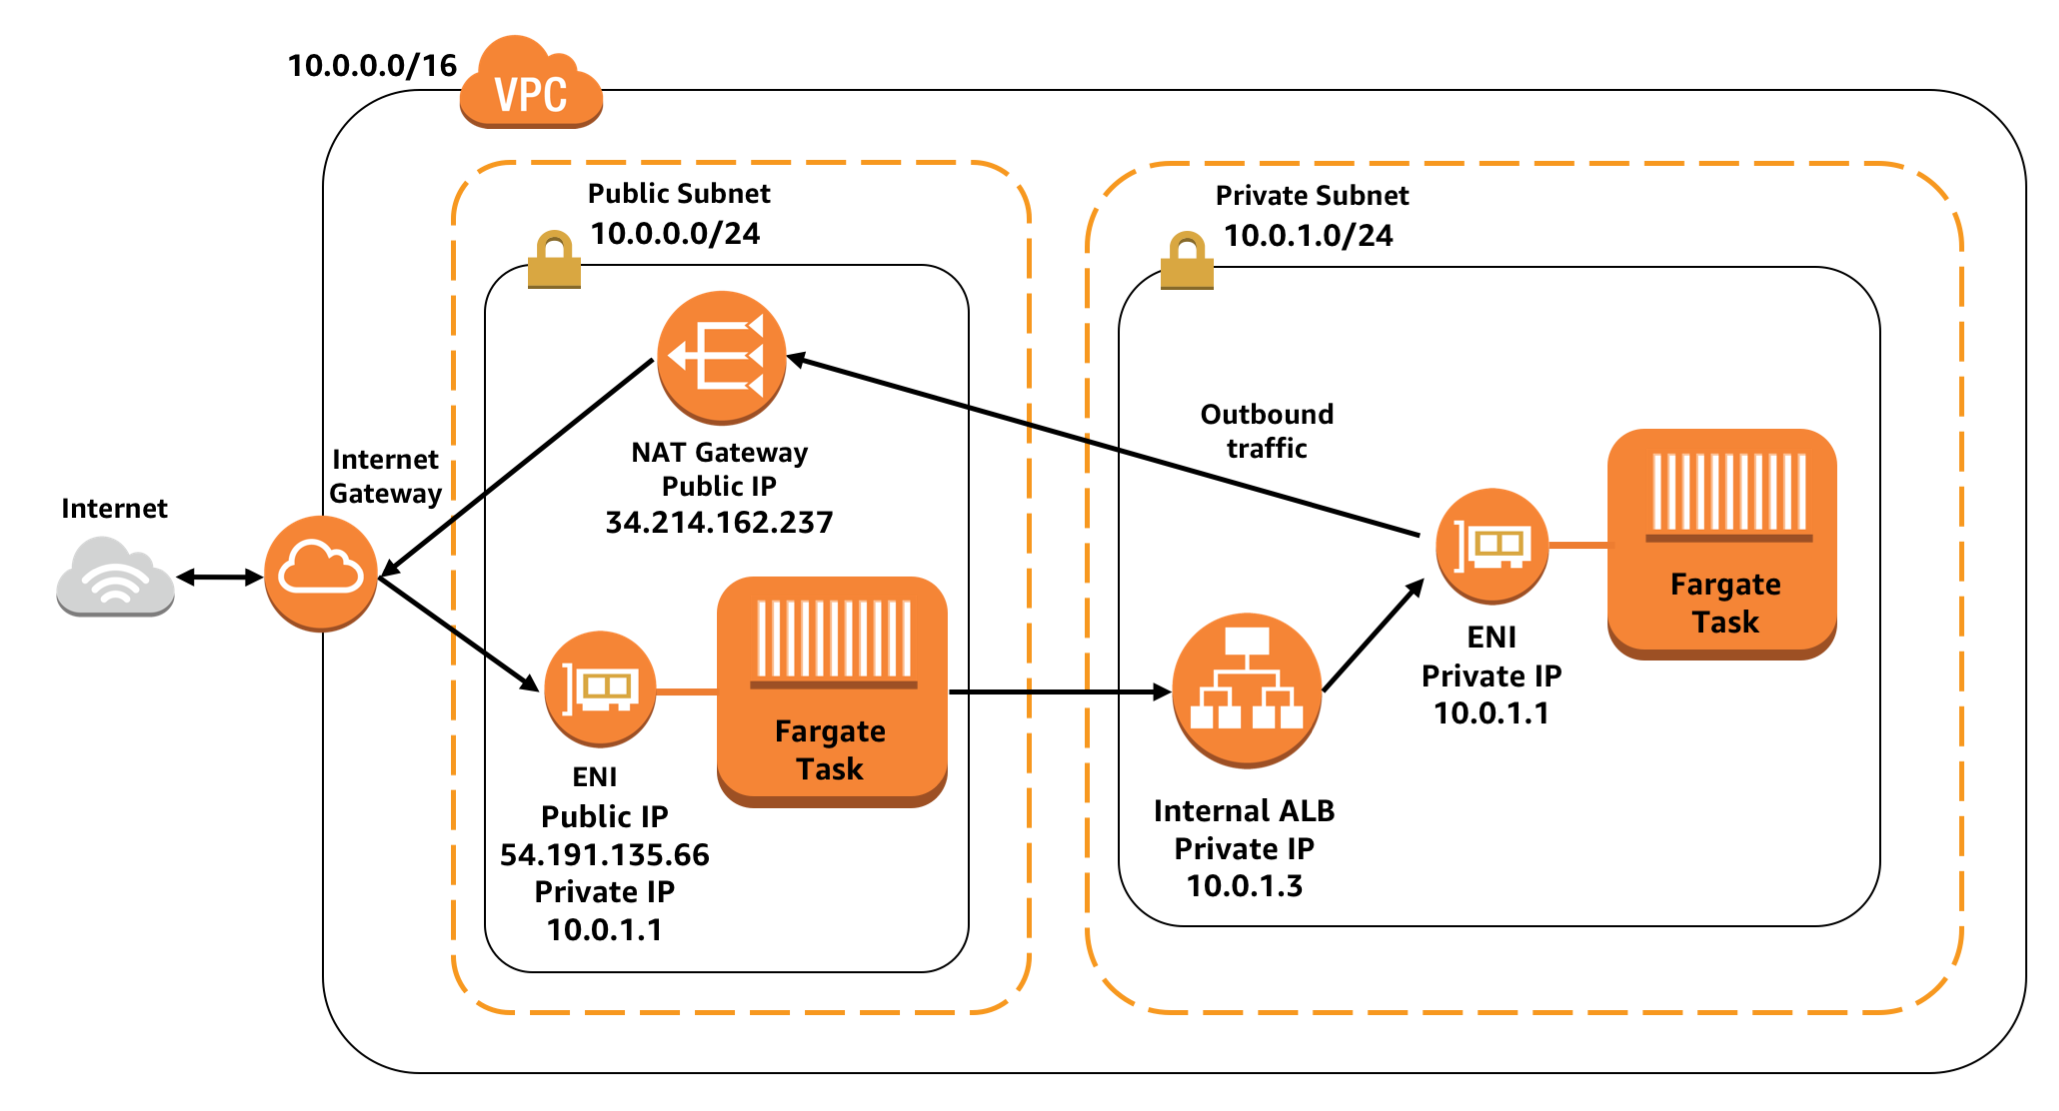 10.0.0.0/16
VPC
Public Subnet
10.0.0.0/24
Private Subnet
10.0.1.0/24
Internet
Internet
Gateway
NAT Gateway
Public IP
34.214.162.237
Outbound
traffic
Fargate
Task
ENI
Public IP
54.191.135.66
Private IP
10.0.1.1
Internal ALB
Private IP
10.0.1.3
ENI
Private IP
10.0.1.1
Fargate
Task